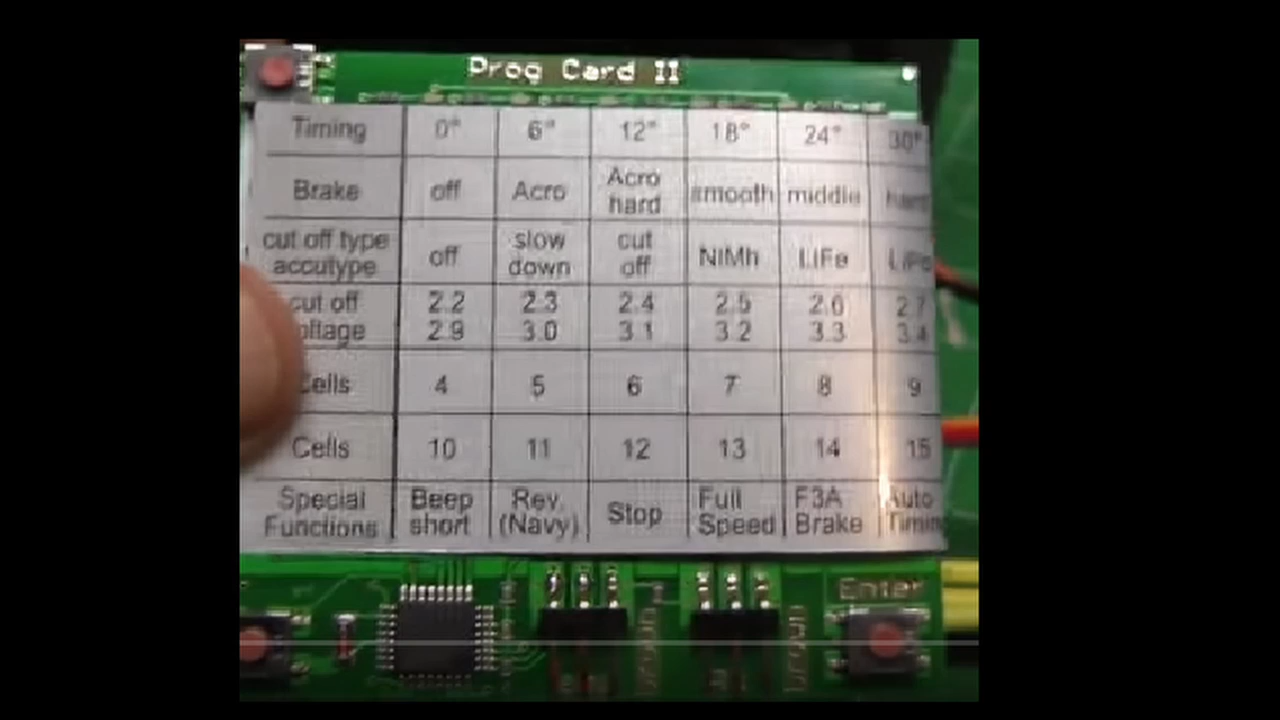 Prog Card II
Timing 0° 6° 12° 18° 24° 30°
Brake off Acro Acro hard smooth middle hard
cut off type accutype off slow down cut off NiMh LiFe LiPo
cut off voltage 2.2 2.3 2.4 2.5 2.6 2.7
2.9 3.0 3.1 3.2 3.3 3.4
Cells 4 5 6 7 8 9
Cells 10 11 12 13 14 15
Special Functions Beep short Rev. (Navy) Stop Full Speed F3A Brake Auto Timing
Enter
brown
brown